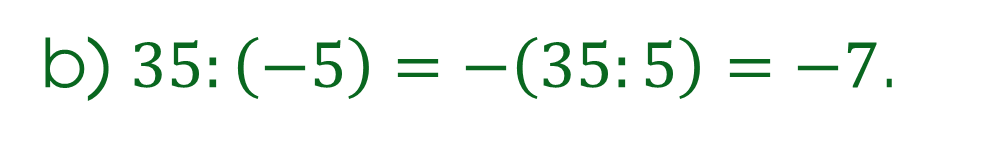 b) 35: (−5) = −(35: 5) = −7.